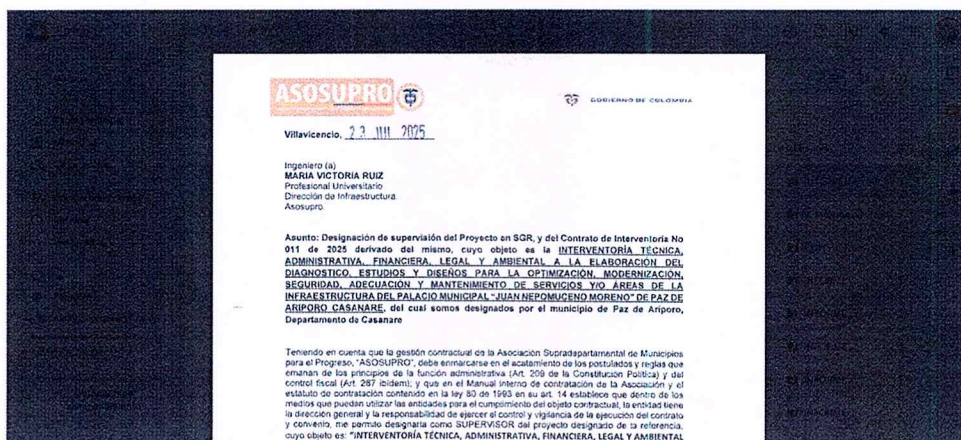 ASOSUPRO
GOBIERNO DE COLOMBIA
Villavicencio, 23 JUL 2025
Ingeniero (a)
MARIA VICTORIA RUIZ
Profesional Universitario
Dirección de Infraestructura.
Asosupro.
Asunto: Designación de supervisión del Proyecto en SGR, y del Contrato de Interventoría No
011 de 2025 derivado del mismo, cuyo objeto es la INTERVENTORÍA TÉCNICA,
ADMINISTRATIVA, FINANCIERA, LEGAL Y AMBIENTAL A LA ELABORACIÓN DEL
DIAGNOSTICO, ESTUDIOS Y DISEÑOS PARA LA OPTIMIZACIÓN, MODERNIZACIÓN,
SEGURIDAD, ADECUACIÓN Y MANTENIMIENTO DE SERVICIOS Y/O ÁREAS DE LA
INFRAESTRUCTURA DEL PALACIO MUNICIPAL "JUAN NEPOMUCENO MORENO" DE PAZ DE
ARIPORO CASANARE, del cual somos designados por el municipio de Paz de Ariporo,
Departamento de Casanare
Teniendo en cuenta que la gestión contractual de la Asociación Supradepartamental de Municipios
para el Progreso, "ASOSUPRO", debe enmarcarse en el acatamiento de los postulados y reglas que
emanan de los principios de la función administrativa (Art. 209 de la Constitución Política) y del
control fiscal (Art. 267 ibidem); y que en el Manual interno de contratación de la Asociación y el
estatuto de contratación contenido en la ley 80 de 1993 en su art. 14 establece que dentro de los
medios que puedan utilizar las entidades para el cumplimiento del objeto contractual, la entidad tiene
la dirección general y la responsabilidad de ejercer el control y vigilancia de la ejecución del contrato
y convenio, me permito designarla como SUPERVISOR del proyecto designado de la referencia,
cuyo objeto es: "INTERVENTORÍA TÉCNICA, ADMINISTRATIVA, FINANCIERA, LEGAL Y AMBIENTAL